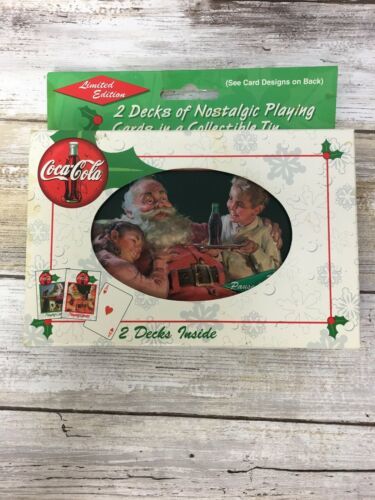 Limited
Edition
(See Card Designs on Back)
2 Decks of Nostalgic Playing
Cards in a Collectible Tin
Coca-Cola
Pause
2 Decks Inside